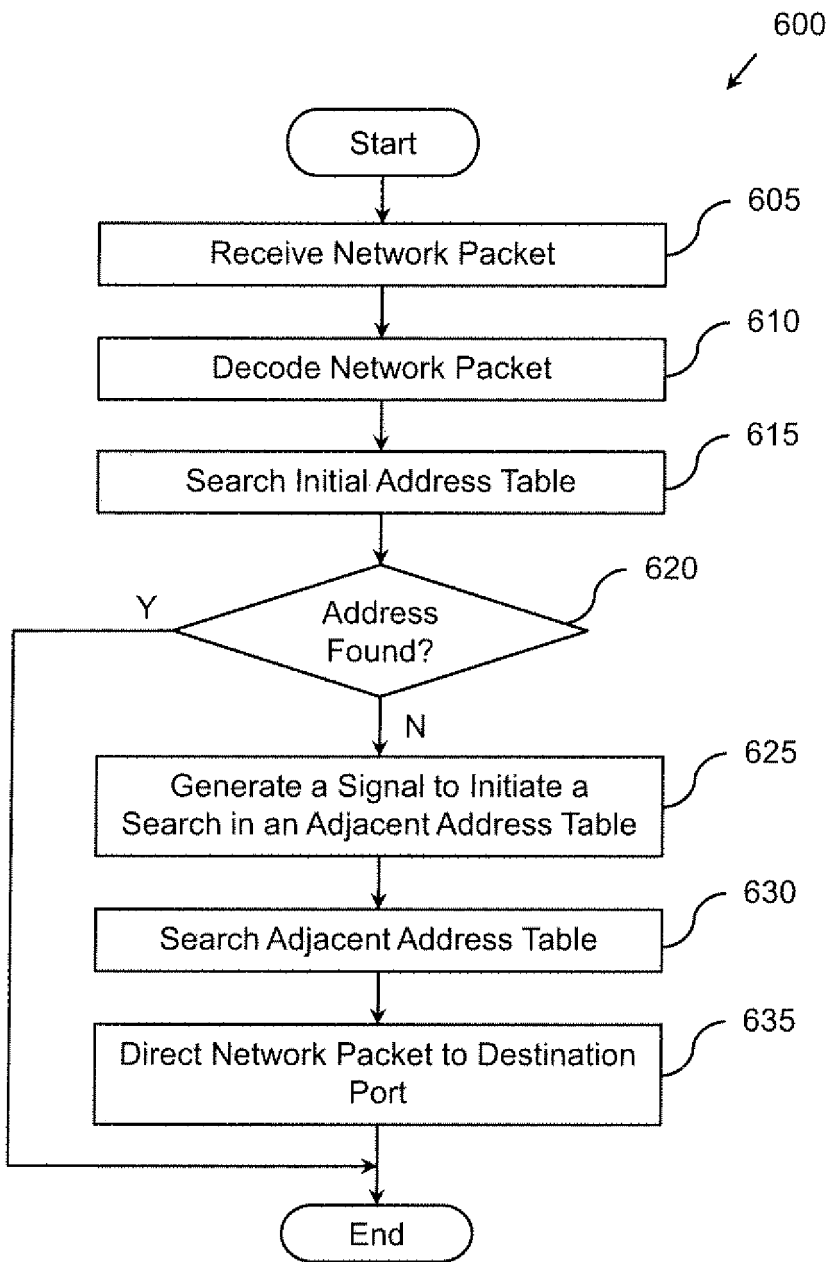 600
Start
605
Receive Network Packet
610
Decode Network Packet
615
Search Initial Address Table
620
Y
Address
Found?
N
625
Generate a Signal to Initiate a
Search in an Adjacent Address Table
630
Search Adjacent Address Table
635
Direct Network Packet to Destination
Port
End